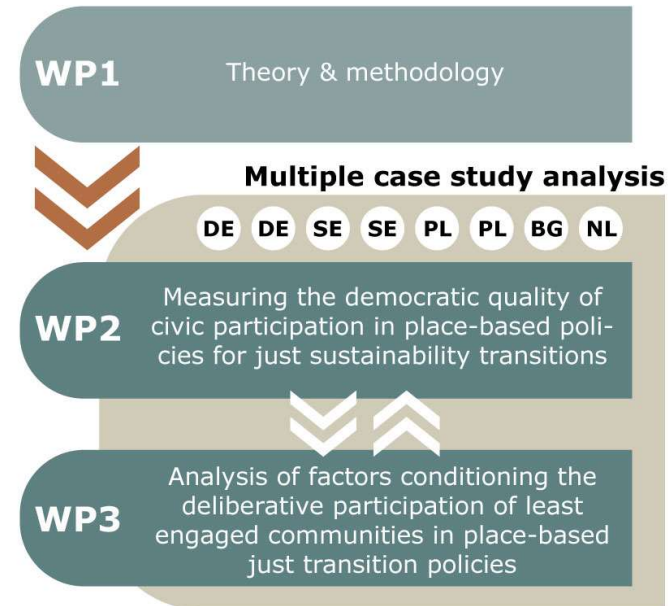 WP1
Theory & methodology
Multiple case study analysis
DE DE SE SE PL PL BG NL
WP2
Measuring the democratic quality of
civic participation in place-based poli-
cies for just sustainability transitions
WP3
Analysis of factors conditioning the
deliberative participation of least
engaged communities in place-based
just transition policies